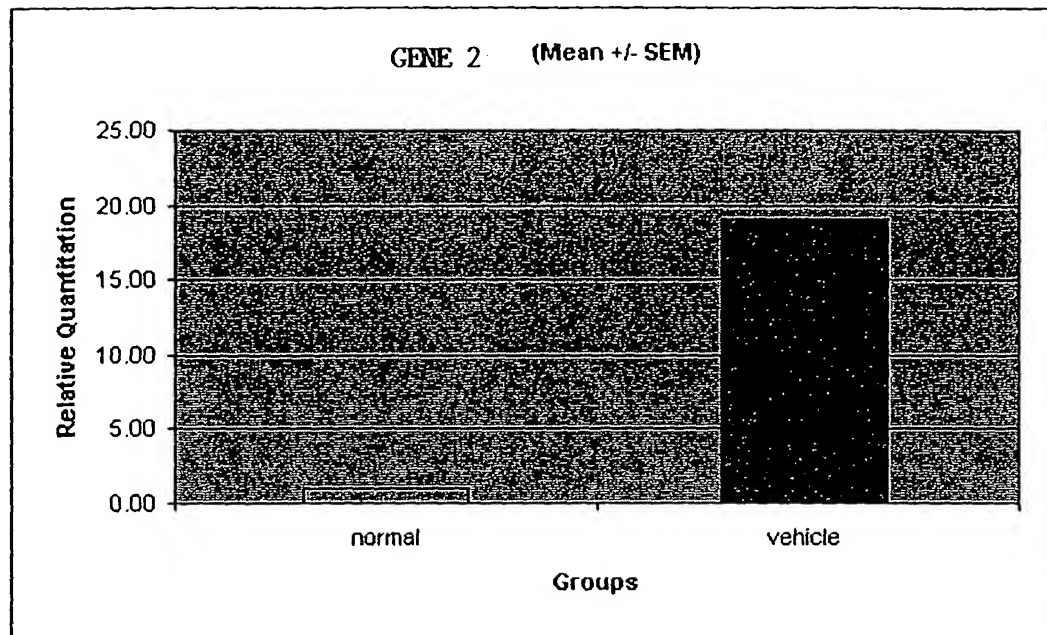 GENE 2 (Mean +/- SEM)
25.00
20.00
15.00
10.00
5.00
0.00
Relative Quantitation
normal vehicle
Groups